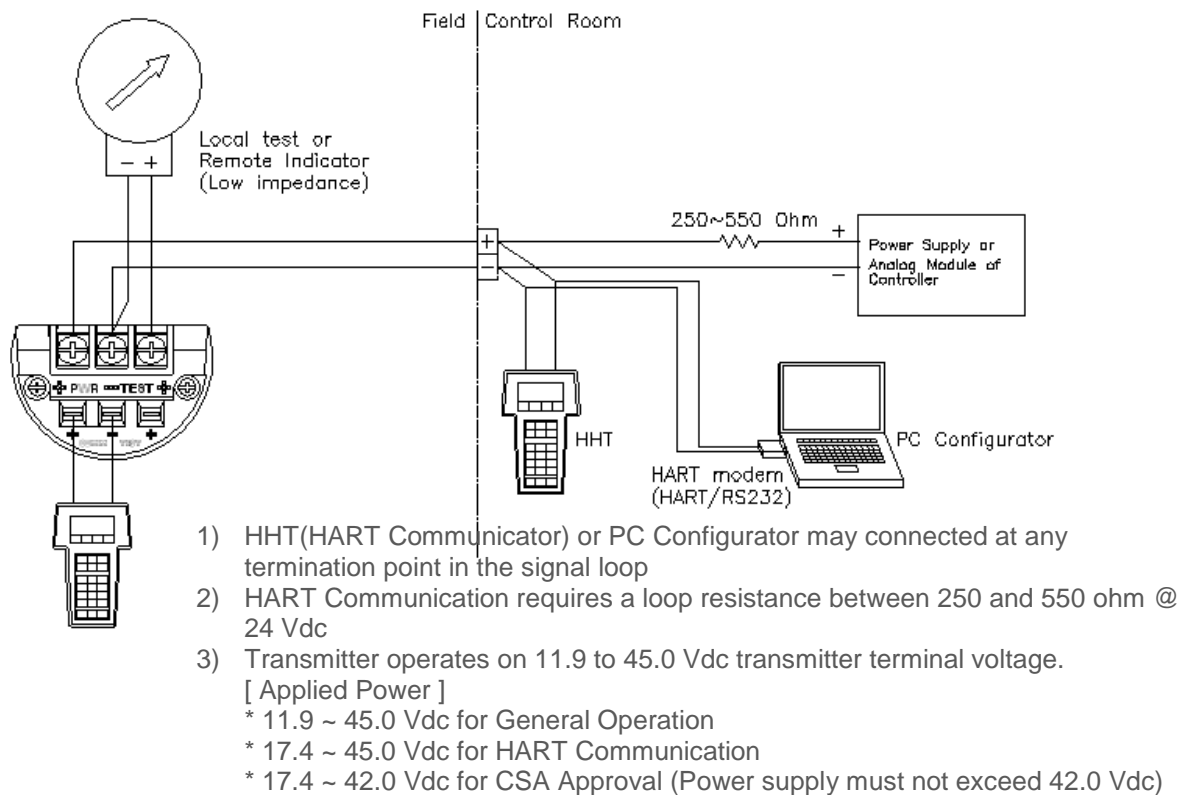 Field | Control Room
Local test or
Remote Indicator
(Low impedance)
- +
250~550 Ohm
+
-
Power Supply or
Analog Module of
Controller
+
-
+ PWR - TEST +
+ - +
HHT
PC Configurator
HART modem
(HART/RS232)
1) HHT(HART Communicator) or PC Configurator may connected at any
termination point in the signal loop
2) HART Communication requires a loop resistance between 250 and 550 ohm @
24 Vdc
3) Transmitter operates on 11.9 to 45.0 Vdc transmitter terminal voltage.
[ Applied Power ]
* 11.9 ~ 45.0 Vdc for General Operation
* 17.4 ~ 45.0 Vdc for HART Communication
* 17.4 ~ 42.0 Vdc for CSA Approval (Power supply must not exceed 42.0 Vdc)